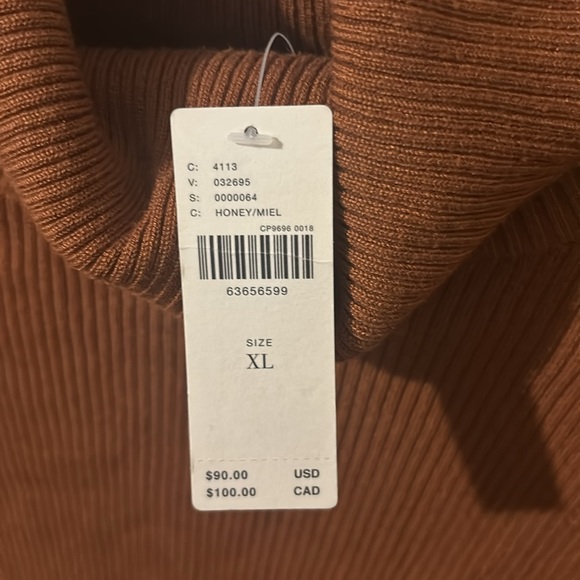 C: 4113
V: 032695
S: 0000064
C: HONEY/MIEL
CP9696 0018
63656599
SIZE
XL
$90.00 USD
$100.00 CAD